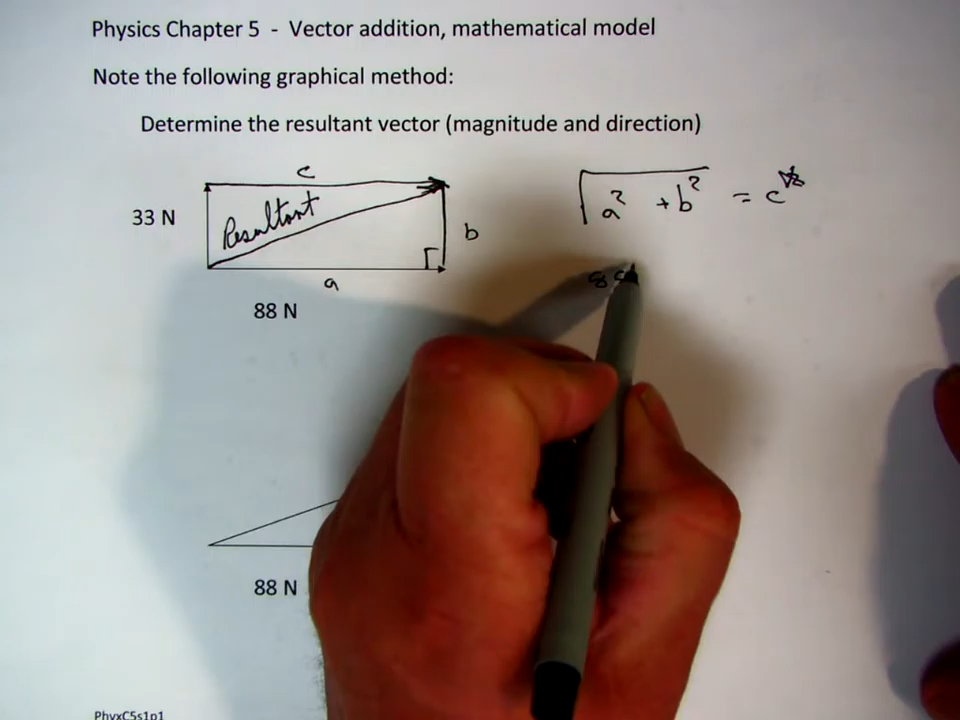 Physics Chapter 5 - Vector addition, mathematical model
Note the following graphical method:
Determine the resultant vector (magnitude and direction)
c
33 N
Resultant
b
a
88 N
√a² + b² = c
88 N
PhyxC5s1p1